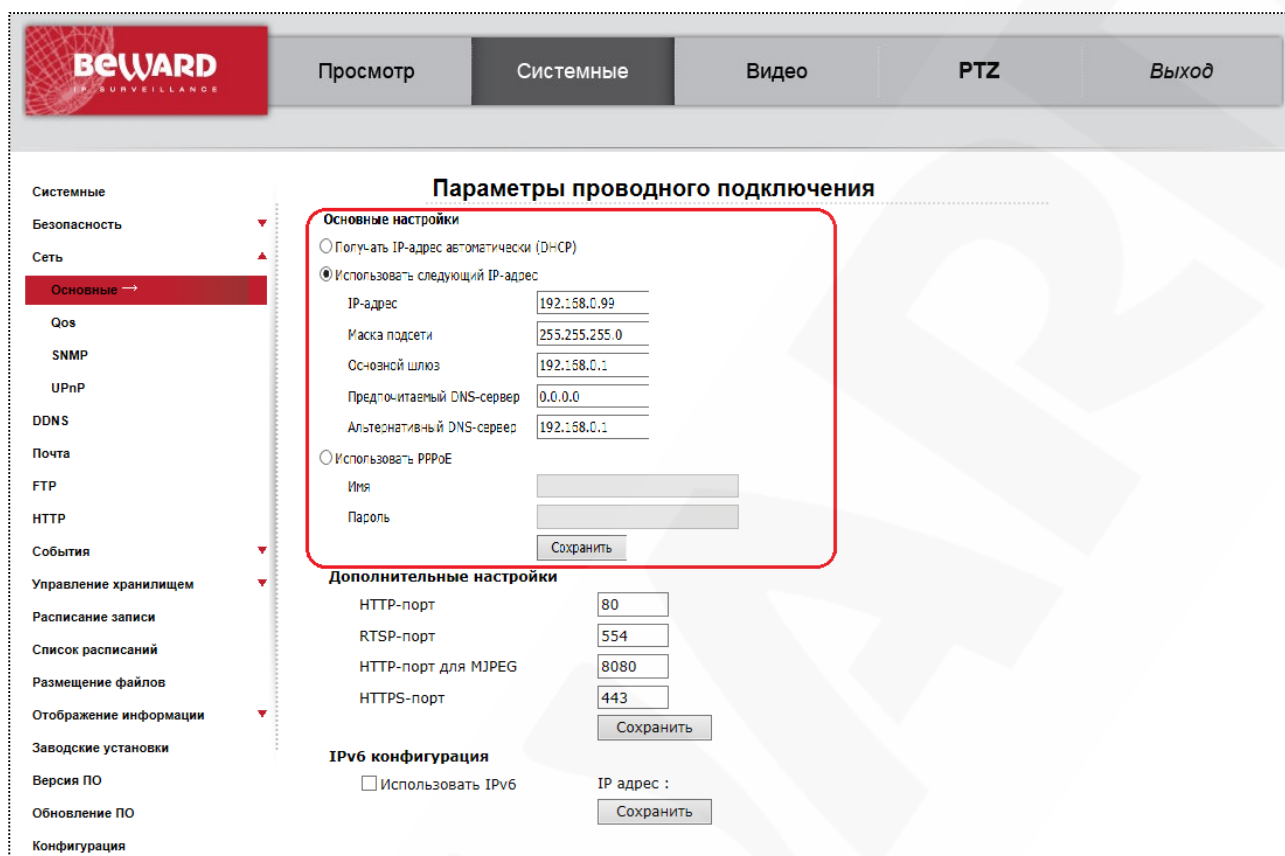 BEWARD
IP SURVEILLANCE
Просмотр
Системные
Видео
PTZ
Выход
Системные
Безопасность
Сеть
Основные →
Qos
SNMP
UPnP
DDNS
Почта
FTP
HTTP
События
Управление хранилищем
Расписание записи
Список расписаний
Размещение файлов
Отображение информации
Заводские установки
Версия ПО
Обновление ПО
Конфигурация
Параметры проводного подключения
Основные настройки
Получать IP-адрес автоматически (DHCP)
Использовать следующий IP-адрес
IP-адрес 192.168.0.99
Маска подсети 255.255.255.0
Основной шлюз 192.168.0.1
Предпочитаемый DNS-сервер 0.0.0.0
Альтернативный DNS-сервер 192.168.0.1
Использовать PPPoE
Имя
Пароль
Сохранить
Дополнительные настройки
HTTP-порт 80
RTSP-порт 554
HTTP-порт для MJPEG 8080
HTTPS-порт 443
Сохранить
IPv6 конфигурация
Использовать IPv6 IP адрес :
Сохранить